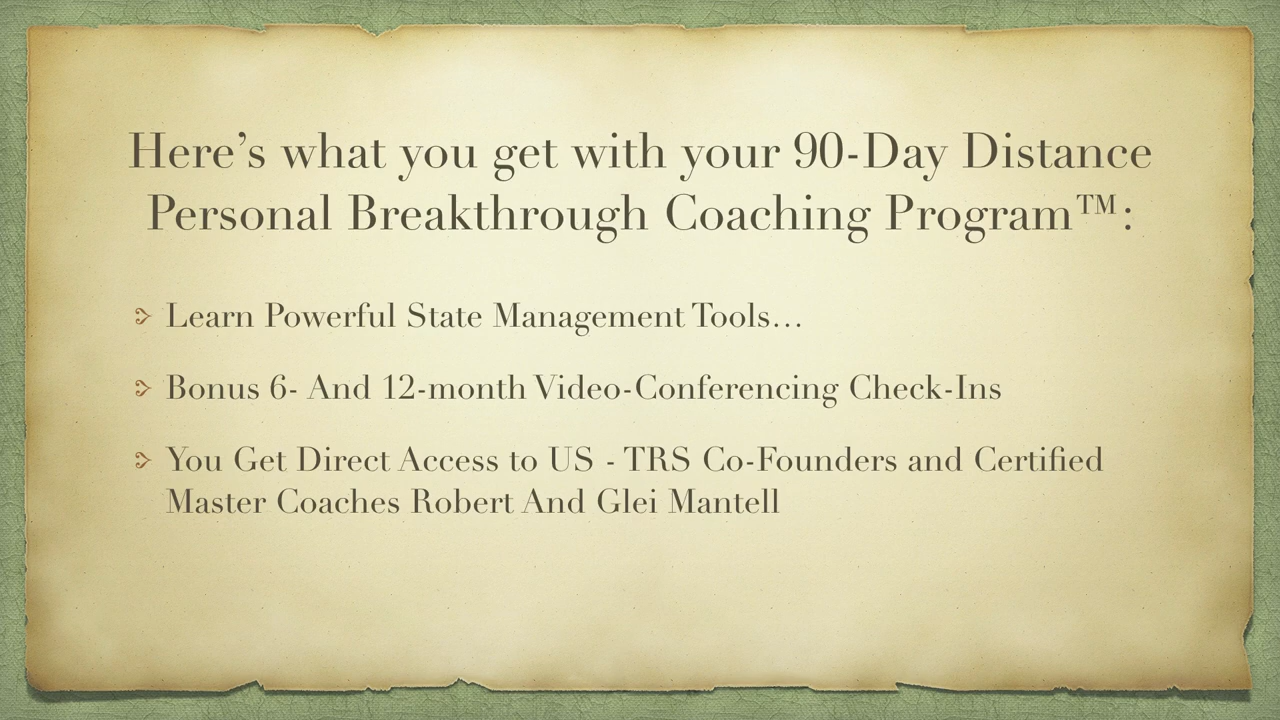 Here’s what you get with your 90-Day Distance
Personal Breakthrough Coaching Program™:
Learn Powerful State Management Tools…
Bonus 6- And 12-month Video-Conferencing Check-Ins
You Get Direct Access to US - TRS Co-Founders and Certified
Master Coaches Robert And Glei Mantell